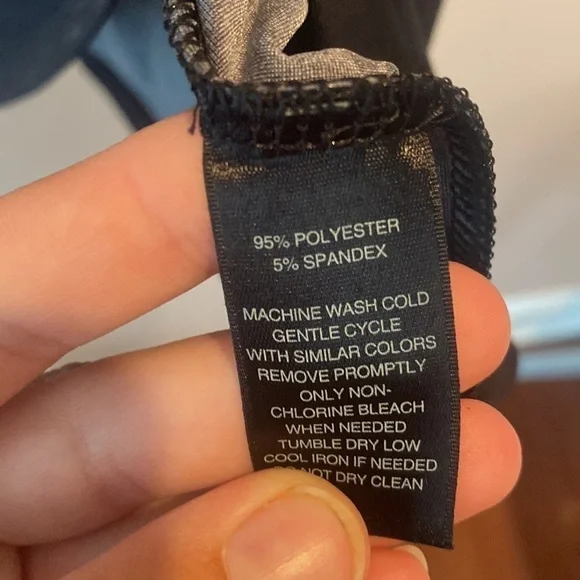 95% POLYESTER
5% SPANDEX
MACHINE WASH COLD
GENTLE CYCLE
WITH SIMILAR COLORS
REMOVE PROMPTLY
ONLY NON-
CHLORINE BLEACH
WHEN NEEDED
TUMBLE DRY LOW
COOL IRON IF NEEDED
DO NOT DRY CLEAN